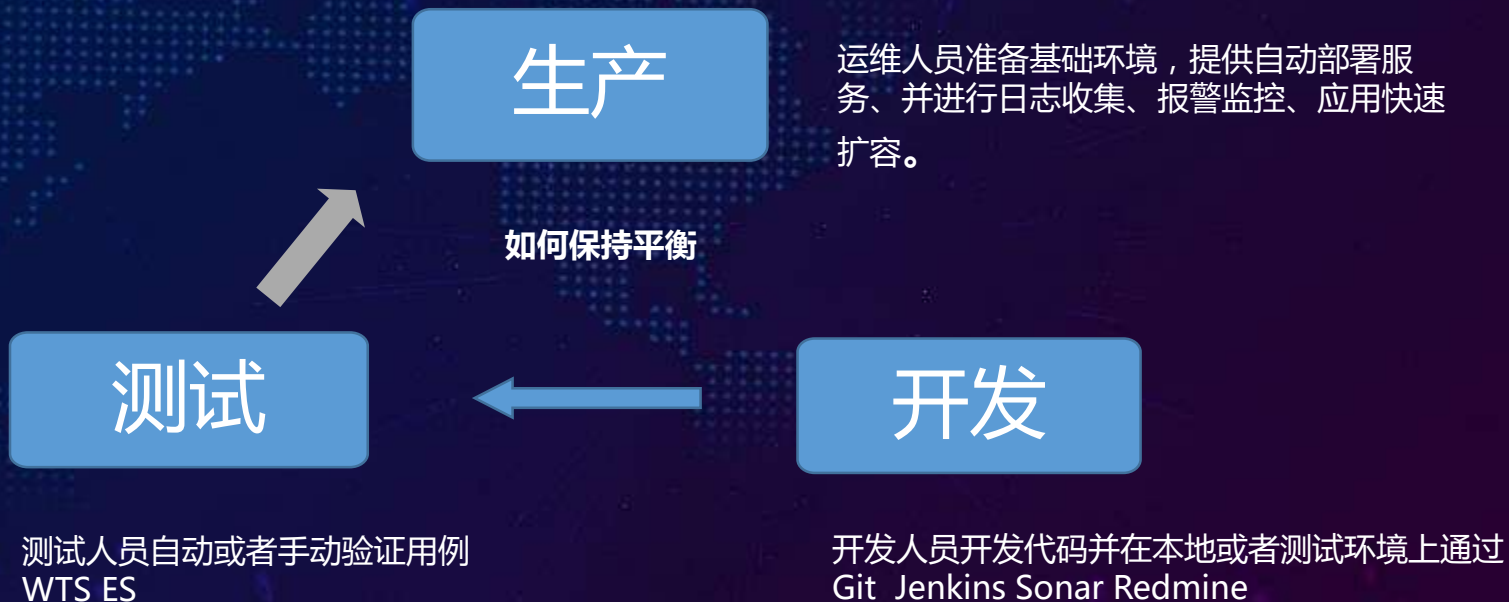 生产
运维人员准备基础环境，提供自动部署服
务、并进行日志收集、报警监控、应用快速
扩容。
如何保持平衡
测试
开发
测试人员自动或者手动验证用例
WTS ES
开发人员开发代码并在本地或者测试环境上通过
Git Jenkins Sonar Redmine